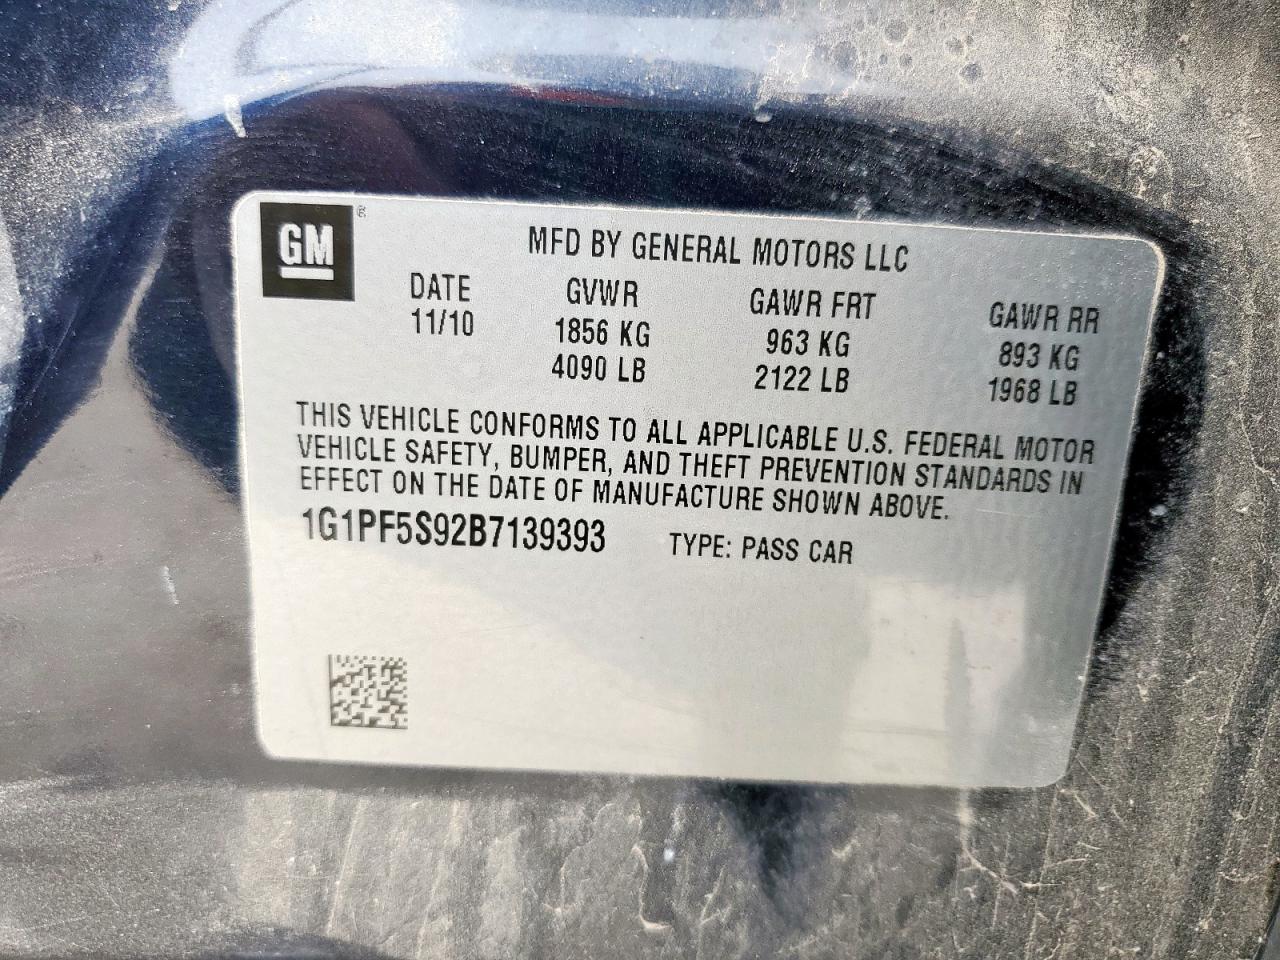 GM ®
MFD BY GENERAL MOTORS LLC
DATE GVWR GAWR FRT GAWR RR
11/10 1856 KG 963 KG 893 KG
4090 LB 2122 LB 1968 LB
THIS VEHICLE CONFORMS TO ALL APPLICABLE U.S. FEDERAL MOTOR
VEHICLE SAFETY, BUMPER, AND THEFT PREVENTION STANDARDS IN
EFFECT ON THE DATE OF MANUFACTURE SHOWN ABOVE.
1G1PF5S92B7139393 TYPE: PASS CAR